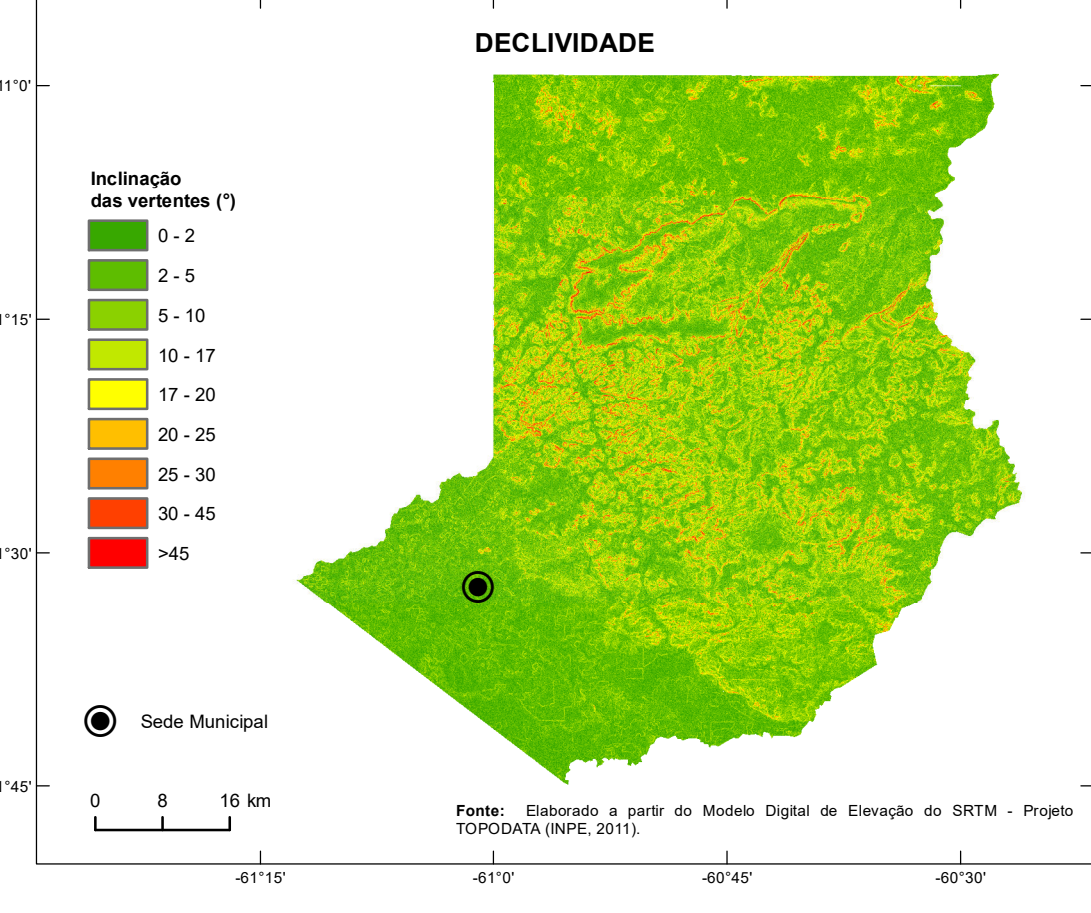 DECLIVIDADE
1°0'
Inclinação
das vertentes (°)
0 - 2
2 - 5
5 - 10
10 - 17
17 - 20
20 - 25
25 - 30
30 - 45
>45
1°15'
1°30'
Sede Municipal
1°45'
0 8 16 km
Fonte: Elaborado a partir do Modelo Digital de Elevação do SRTM - Projeto
TOPODATA (INPE, 2011).
-61°15' -61°0' -60°45' -60°30'